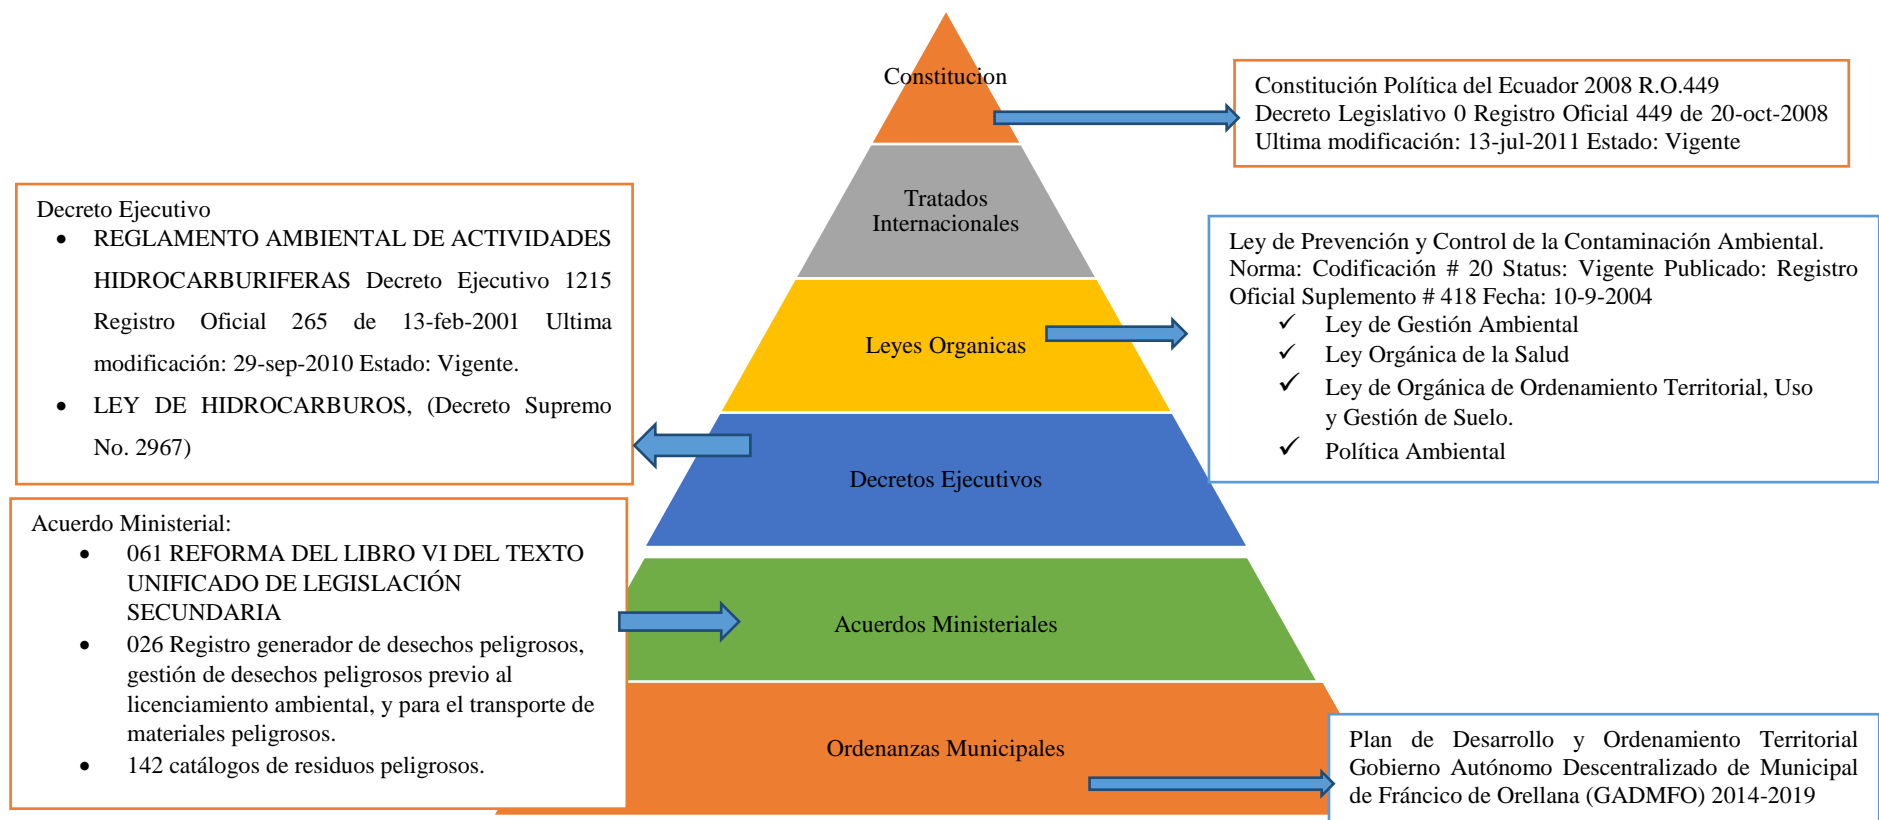 Constitucion
Constitución Política del Ecuador 2008 R.O.449
Decreto Legislativo 0 Registro Oficial 449 de 20-oct-2008
Ultima modificación: 13-jul-2011 Estado: Vigente
Tratados
Internacionales
Decreto Ejecutivo
• REGLAMENTO AMBIENTAL DE ACTIVIDADES
HIDROCARBURIFERAS Decreto Ejecutivo 1215
Registro Oficial 265 de 13-feb-2001 Ultima
modificación: 29-sep-2010 Estado: Vigente.
• LEY DE HIDROCARBUROS, (Decreto Supremo
No. 2967)
Ley de Prevención y Control de la Contaminación Ambiental.
Norma: Codificación # 20 Status: Vigente Publicado: Registro
Oficial Suplemento # 418 Fecha: 10-9-2004
✓ Ley de Gestión Ambiental
✓ Ley Orgánica de la Salud
✓ Ley de Orgánica de Ordenamiento Territorial, Uso
y Gestión de Suelo.
✓ Política Ambiental
Leyes Organicas
Decretos Ejecutivos
Acuerdo Ministerial:
• 061 REFORMA DEL LIBRO VI DEL TEXTO
UNIFICADO DE LEGISLACIÓN
SECUNDARIA
• 026 Registro generador de desechos peligrosos,
gestión de desechos peligrosos previo al
licenciamiento ambiental, y para el transporte de
materiales peligrosos.
• 142 catálogos de residuos peligrosos.
Acuerdos Ministeriales
Ordenanzas Municipales
Plan de Desarrollo y Ordenamiento Territorial
Gobierno Autónomo Descentralizado de Municipal
de Fráncico de Orellana (GADMFO) 2014-2019